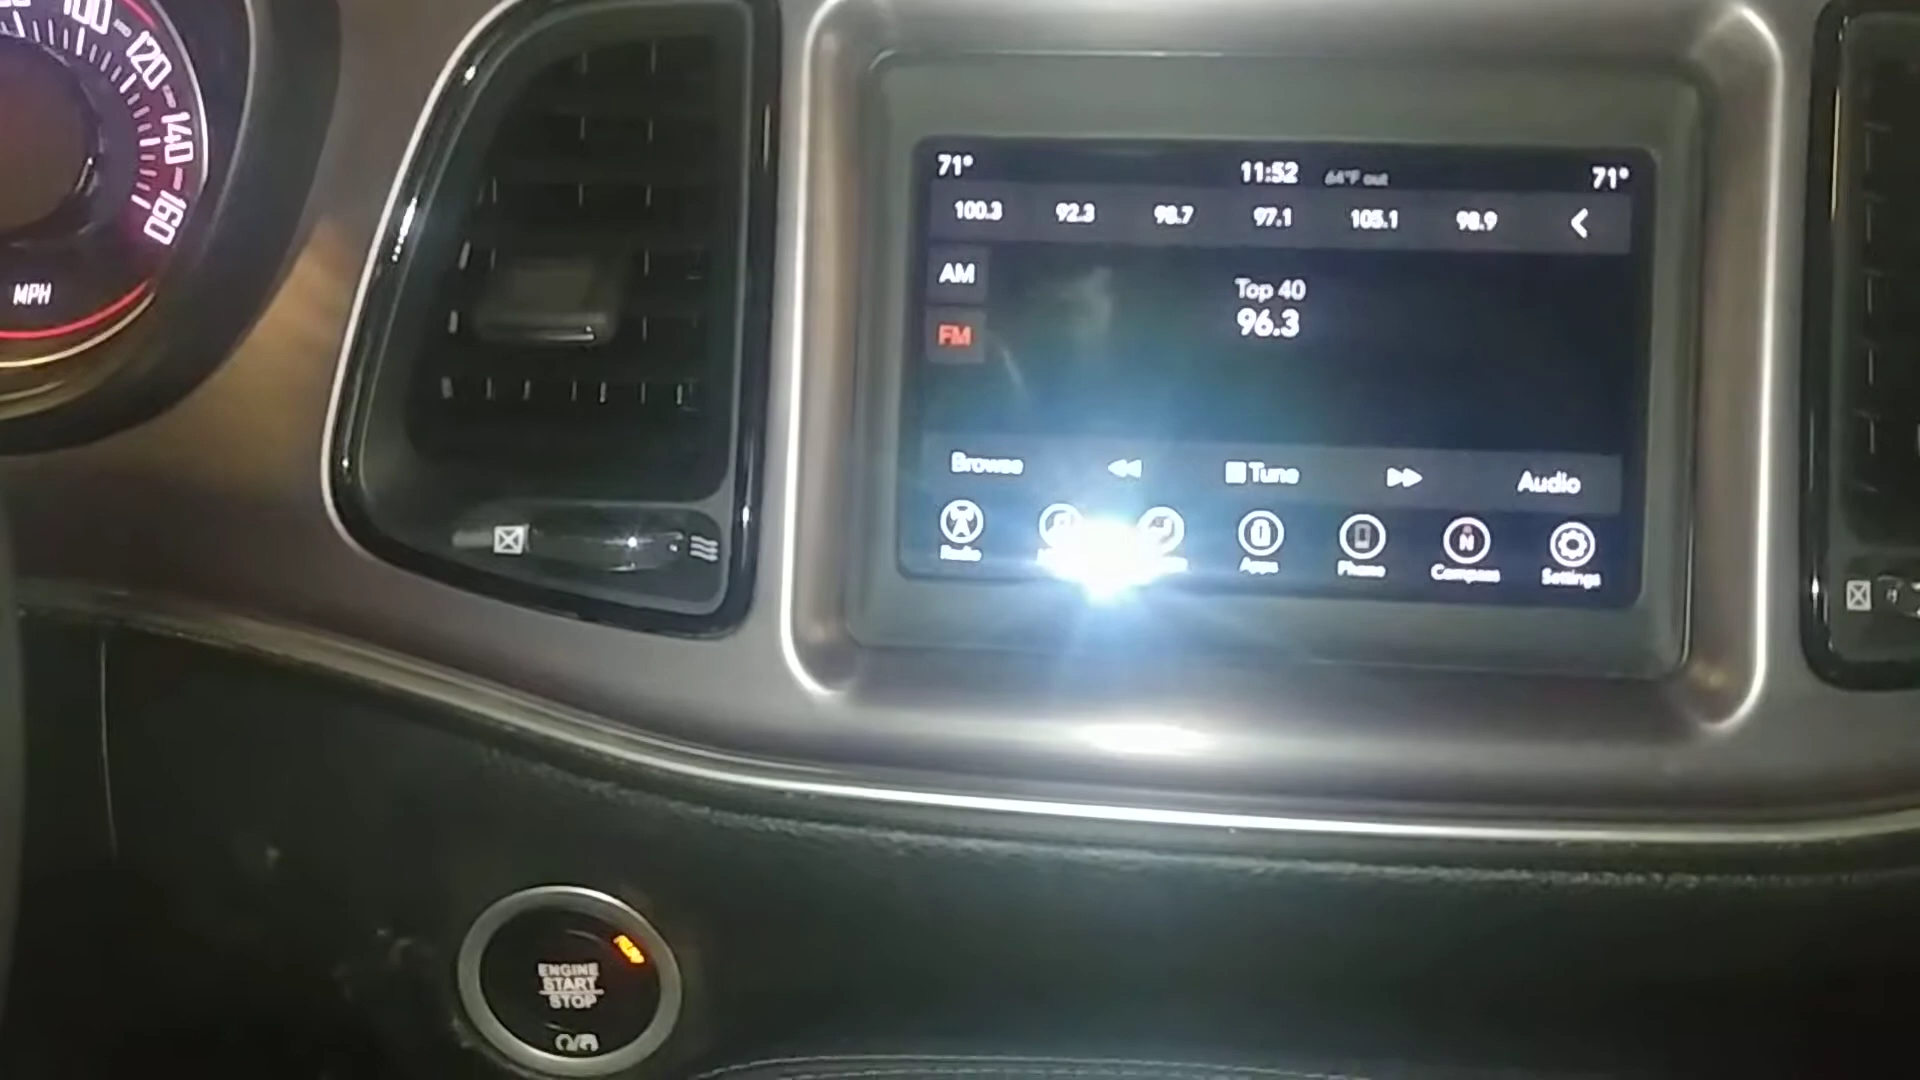 100
120
140
160
MPH
71° 11:52 64°F out 71°
100.3 92.3 98.7 97.1 105.1 98.9
AM
FM
Top 40
96.3
Browse Tune Audio
Radio Apps Phone Compass Settings
N
ENGINE
START
STOP